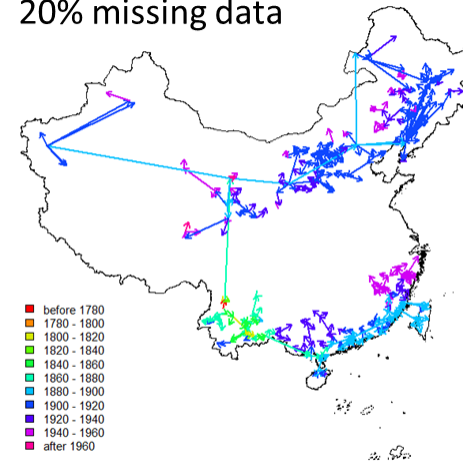 20% missing data
before 1780
1780 - 1800
1800 - 1820
1820 - 1840
1840 - 1860
1860 - 1880
1880 - 1900
1900 - 1920
1920 - 1940
1940 - 1960
after 1960